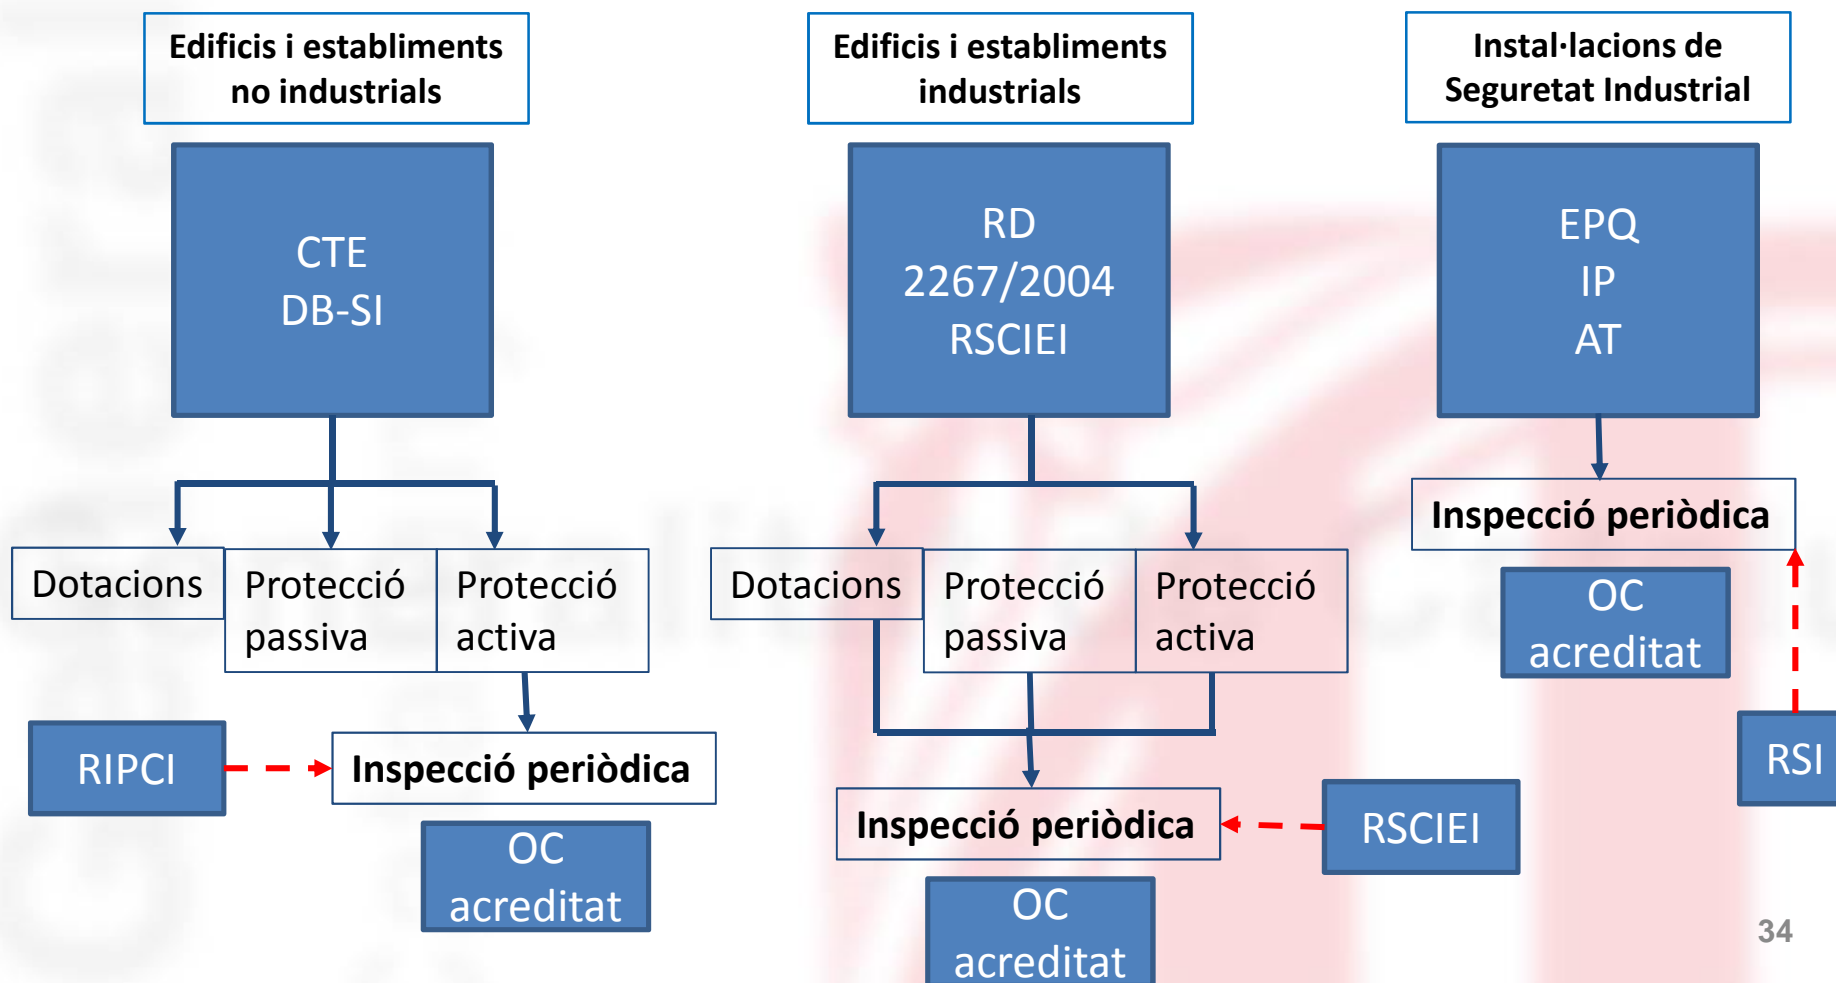 Edificis i establiments
no industrials
CTE
DB-SI
Dotacions
Protecció
passiva
Protecció
activa
RIPCI
Inspecció periòdica
OC
acreditat
Edificis i establiments
industrials
RD
2267/2004
RSCIEI
Dotacions
Protecció
passiva
Protecció
activa
Inspecció periòdica
RSCIEI
OC
acreditat
Instal·lacions de
Seguretat Industrial
EPQ
IP
AT
Inspecció periòdica
OC
acreditat
RSI
34